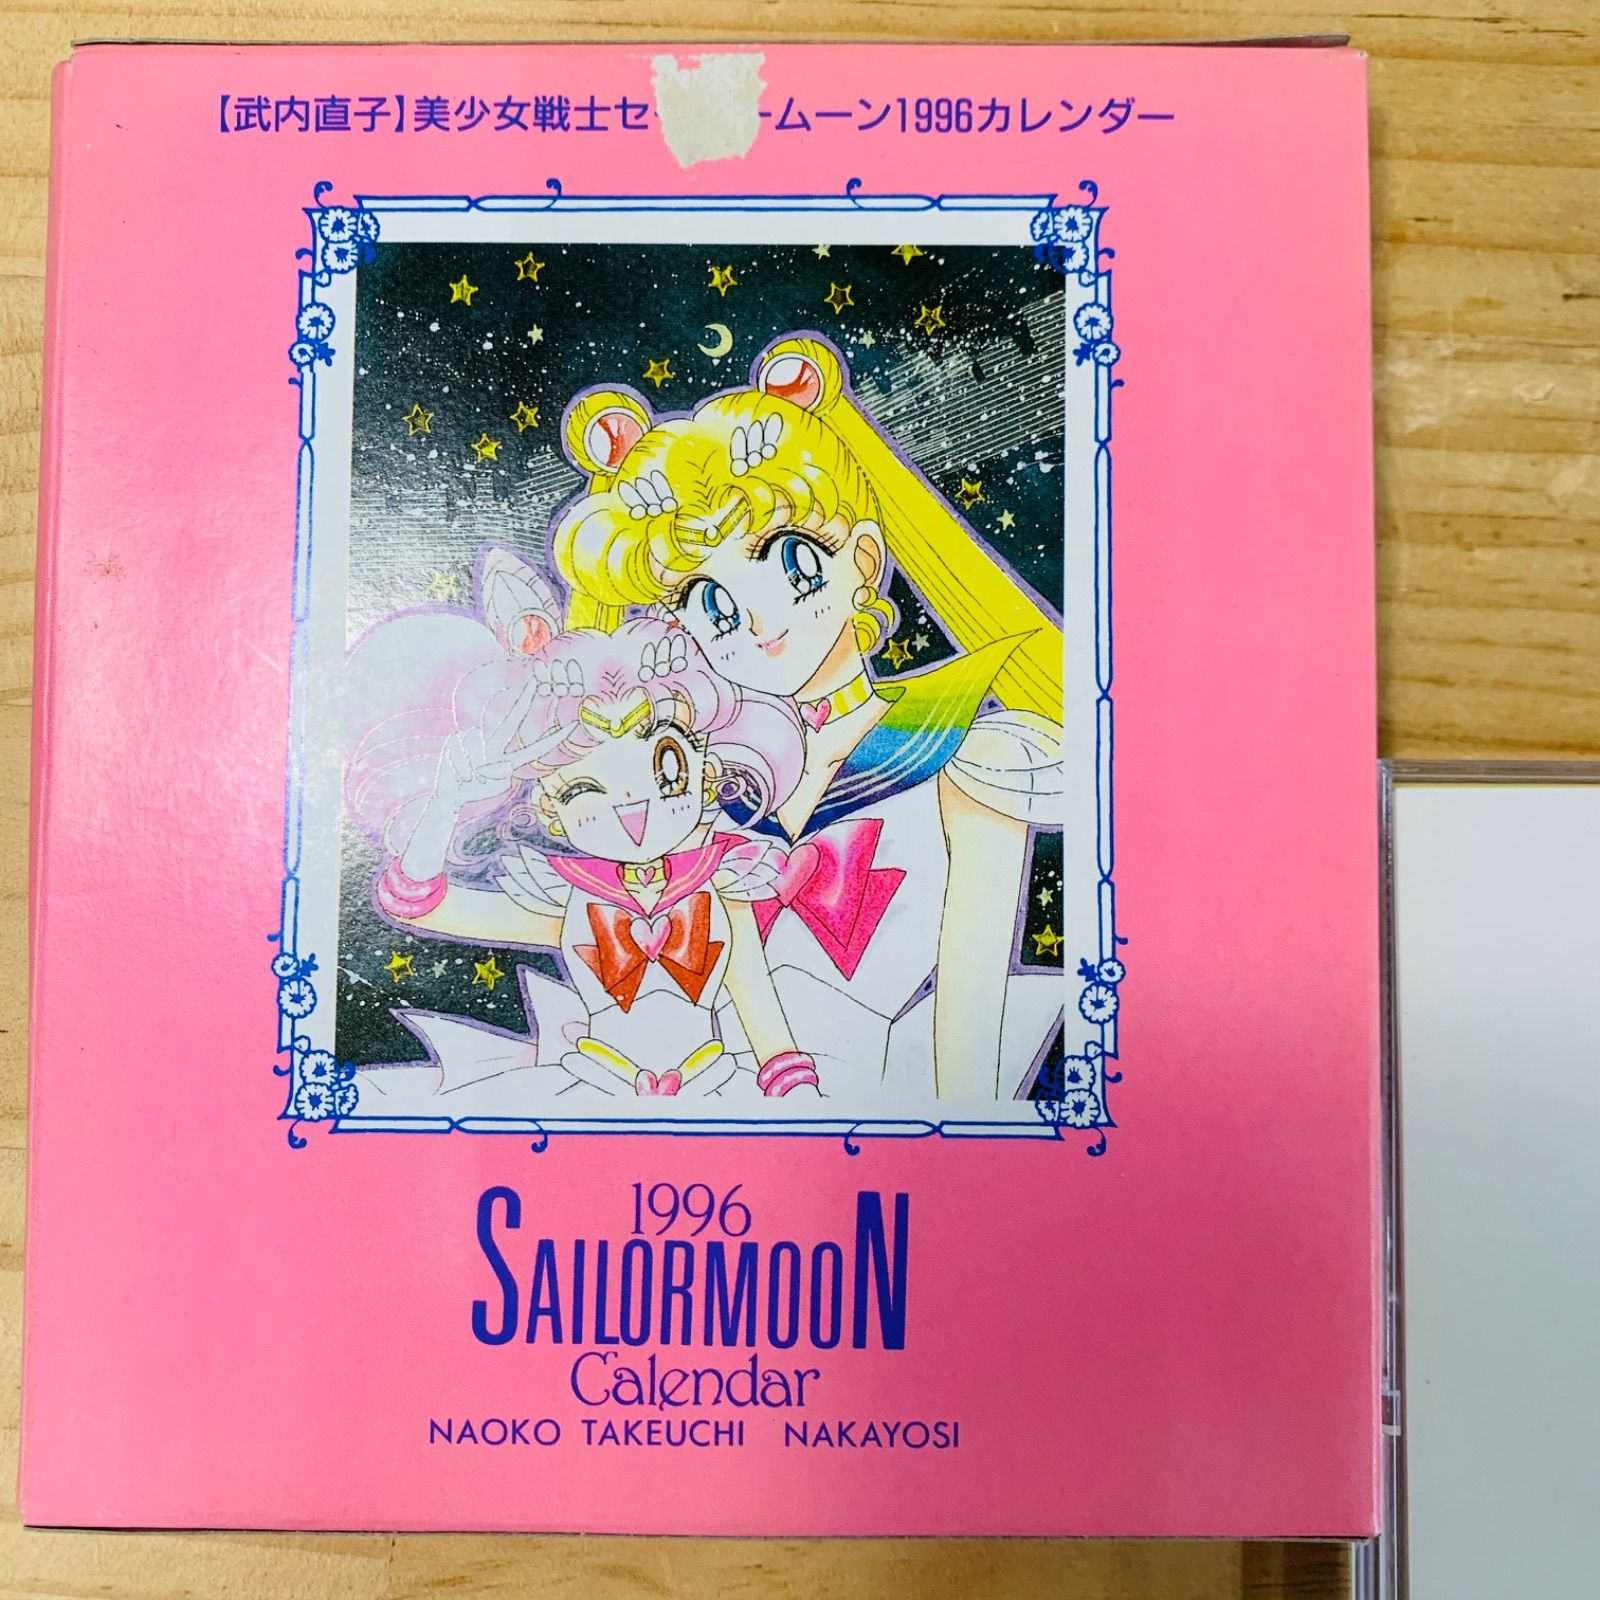 【武内直子】美少女戦士セ ームーン1996カレンダー
1996
SAILORMOON
Calendar
NAOKO TAKEUCHI NAKAYOSI